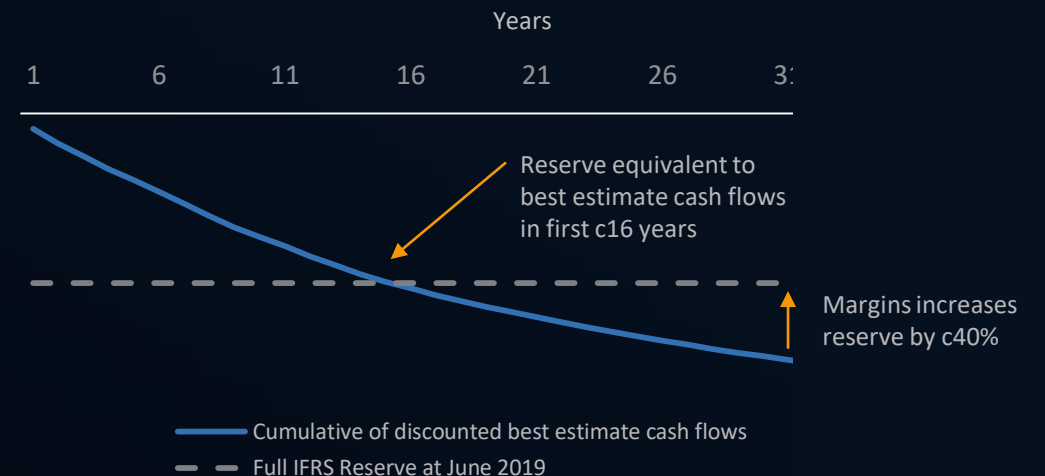 Years
1 6 11 16 21 26 31
Reserve equivalent to
best estimate cash flows
in first c16 years
Margins increases
reserve by c40%
Cumulative of discounted best estimate cash flows
Full IFRS Reserve at June 2019